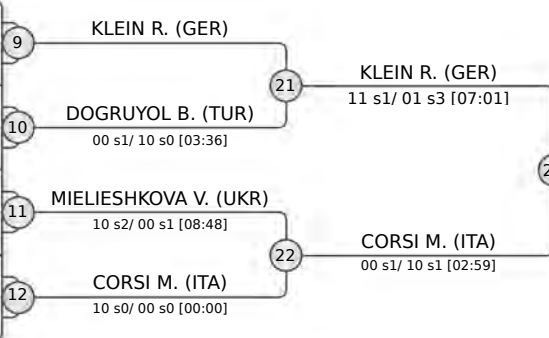 9
KLEIN R. (GER)
21
KLEIN R. (GER)
11 s1/ 01 s3 [07:01]
10
DOGRUYOL B. (TUR)
00 s1/ 10 s0 [03:36]
11
MIELIESHKOVA V. (UKR)
10 s2/ 00 s1 [08:48]
22
CORSI M. (ITA)
00 s1/ 10 s1 [02:59]
12
CORSI M. (ITA)
10 s0/ 00 s0 [00:00]